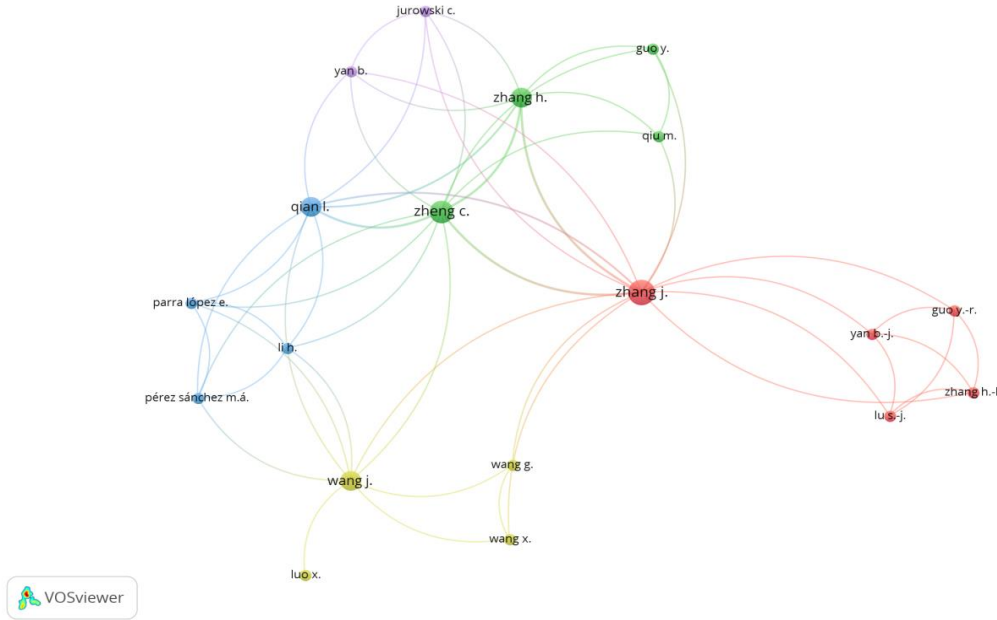 jurowski c.
guo y.
yan b.
zhang h.
qiu m.
qian l.
zheng c.
zhang j.
parra lópez e.
guo y.-r.
yan b.-j.
li h.
pérez sánchez m.á.
zhang h.-
lu s.-j.
wang g.
wang j.
wang x.
luo x.
VOSviewer